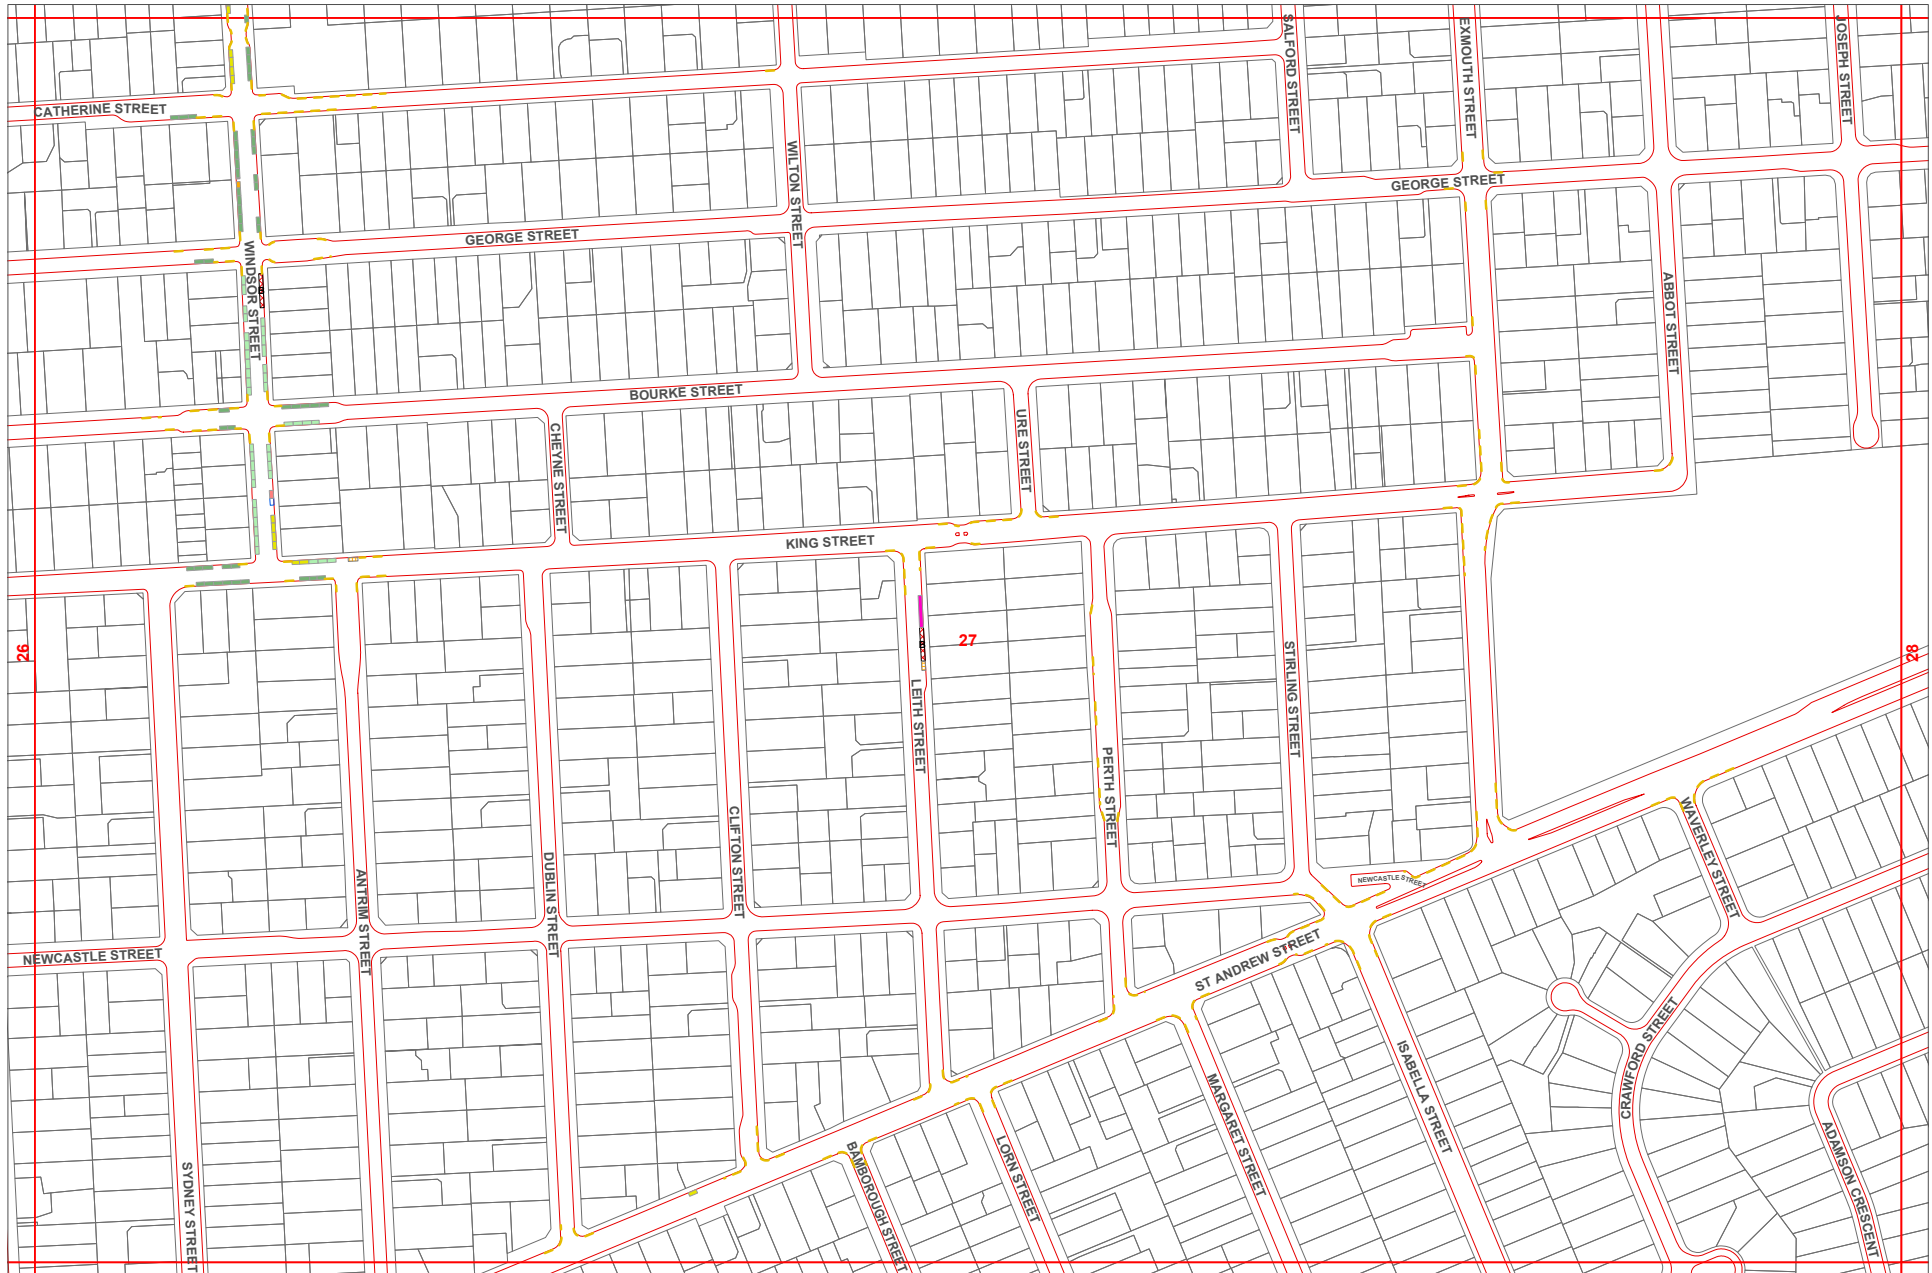 SALFORD STREET
EXMOUTH STREET
JOSEPH STREET
CATHERINE STREET
WILTON STREET
GEORGE STREET
GEORGE STREET
WINDSOR STREET
ABBOT STREET
BOURKE STREET
CHEYNE STREET
URE STREET
KING STREET
26
27
28
LEITH STREET
STIRLING STREET
PERTH STREET
CLIFTON STREET
WAVERLEY STREET
DUBLIN STREET
ANTRIM STREET
NEWCASTLE STREET
NEWCASTLE STREET
ST ANDREW STREET
CRAWFORD STREET
ISABELLA STREET
MARGARET STREET
LORN STREET
BAMBOROUGH STREET
ADAMSON CRESCENT
SYDNEY STREET